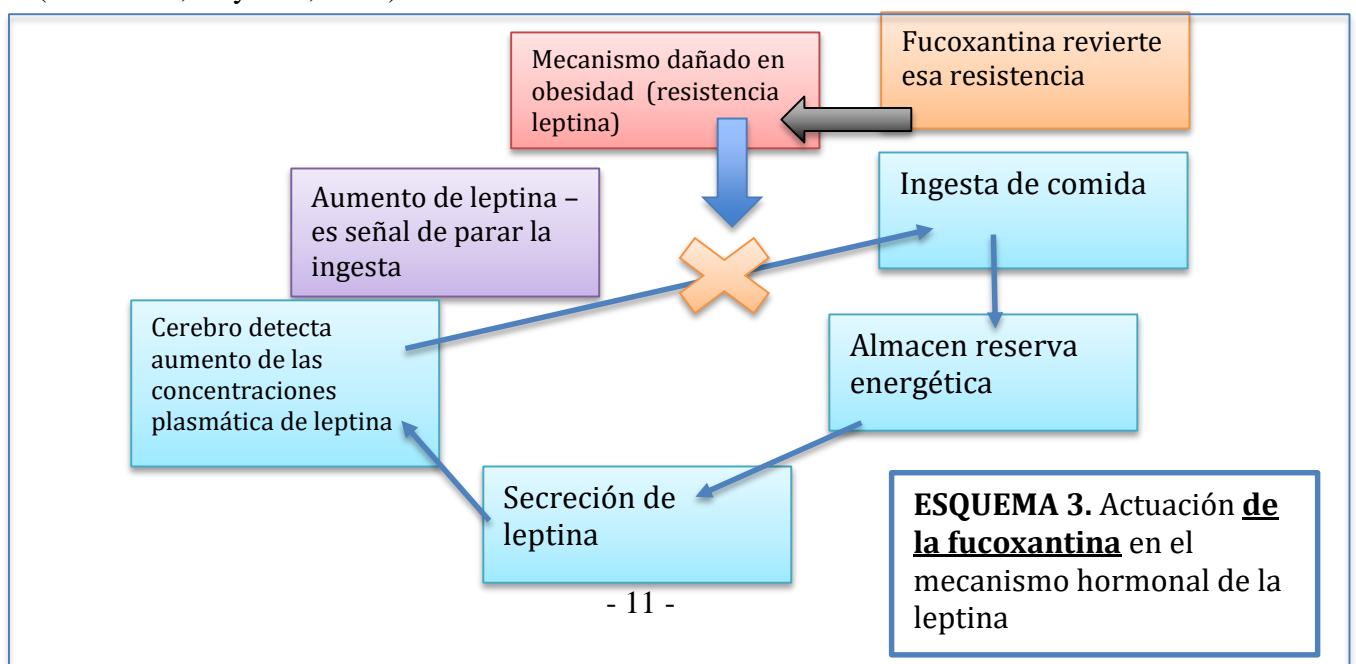 Mecanismo dañado en
obesidad (resistencia
leptina)
Fucoxantina revierte
esa resistencia
Aumento de leptina –
es señal de parar la
ingesta
Ingesta de comida
Cerebro detecta
aumento de las
concentraciones
plasmática de leptina
Almacen reserva
energética
Secreción de
leptina
ESQUEMA 3. Actuación de
la fucoxantina en el
mecanismo hormonal de la
leptina
- 11 -